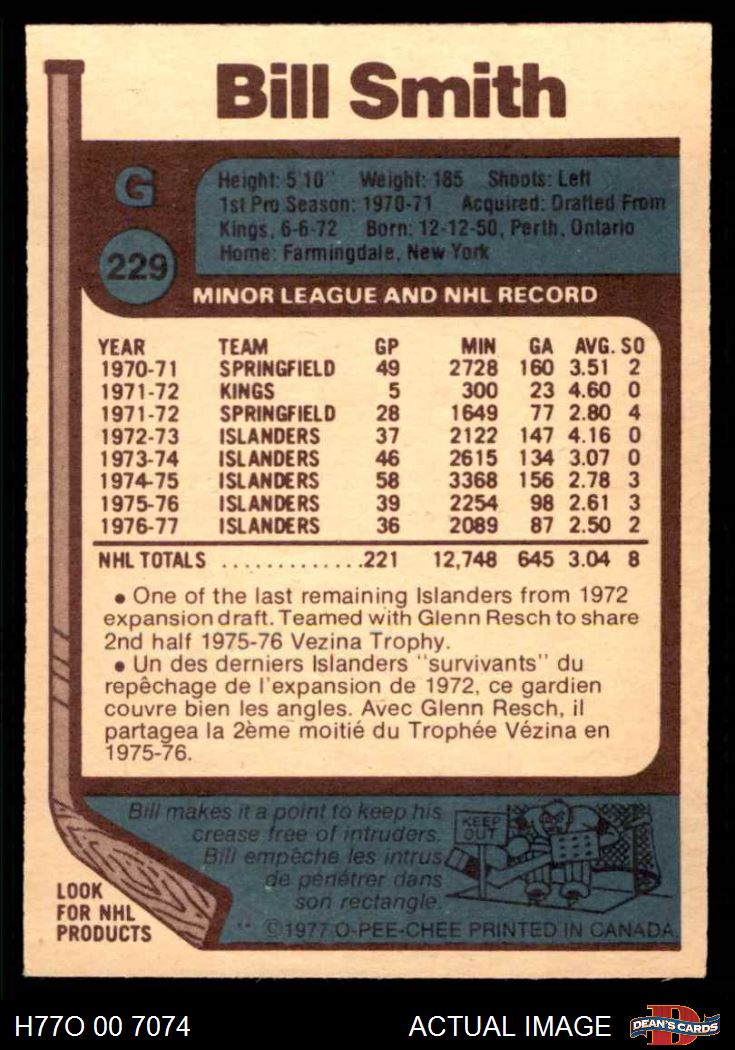 Bill Smith
G
229
Height: 5'10" Weight: 185 Shoots: Left
1st Pro Season: 1970-71 Acquired: Drafted From
Kings, 6-6-72 Born: 12-12-50, Perth, Ontario
Home: Farmingdale, New York
MINOR LEAGUE AND NHL RECORD
YEAR TEAM GP MIN GA AVG. SO
1970-71 SPRINGFIELD 49 2728 160 3.51 2
1971-72 KINGS 5 300 23 4.60 0
1971-72 SPRINGFIELD 28 1649 77 2.80 4
1972-73 ISLANDERS 37 2122 147 4.16 0
1973-74 ISLANDERS 46 2615 134 3.07 0
1974-75 ISLANDERS 58 3368 156 2.78 3
1975-76 ISLANDERS 39 2254 98 2.61 3
1976-77 ISLANDERS 36 2089 87 2.50 2
NHL TOTALS .............221 12,748 645 3.04 8
• One of the last remaining Islanders from 1972
expansion draft. Teamed with Glenn Resch to share
2nd half 1975-76 Vezina Trophy.
• Un des derniers Islanders "survivants" du
repêchage de l'expansion de 1972, ce gardien
couvre bien les angles. Avec Glenn Resch, il
partagea la 2ème moitié du Trophée Vézina en
1975-76.
Bill makes it a point to keep his
crease free of intruders.
Bill empêche les intrus
de pénétrer dans
son rectangle.
KEEP
OUT
LOOK
FOR NHL
PRODUCTS
** ©1977 O-PEE-CHEE PRINTED IN CANADA
H77O 00 7074
ACTUAL IMAGE
D
DEAN'S CARDS